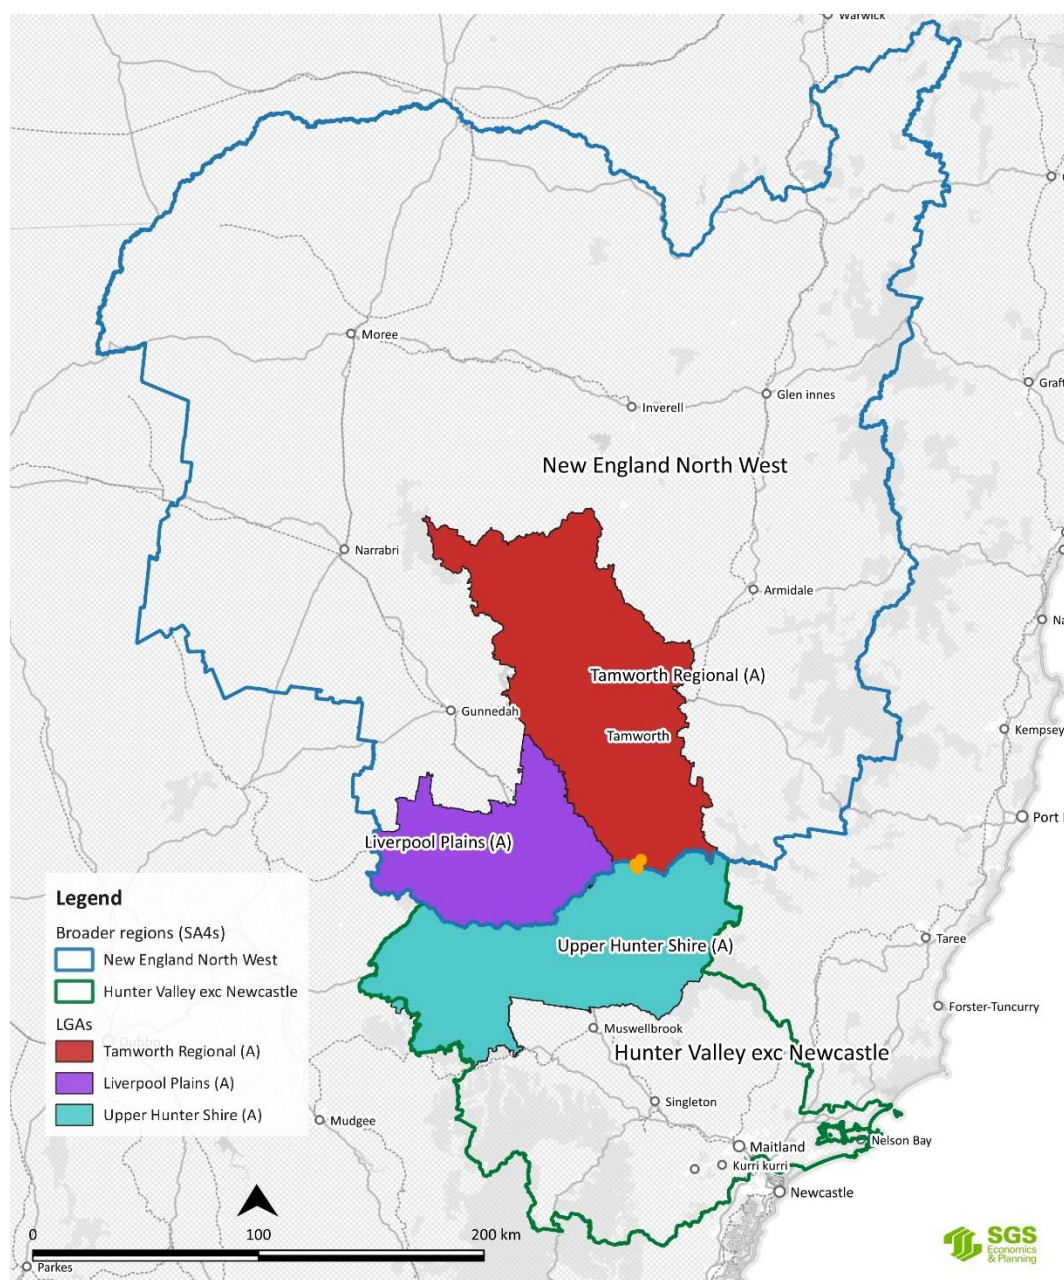 Warwick
Moree
Inverell
Glen innes
Graft
New England North West
Narrabri
Armidale
Na
Tamworth Regional (A)
Gunnedah
Tamworth
Kempsey
Port
Liverpool Plains (A)
Legend
Broader regions (SA4s)
New England North West
Hunter Valley exc Newcastle
LGAs
Tamworth Regional (A)
Liverpool Plains (A)
Upper Hunter Shire (A)
Upper Hunter Shire (A)
Taree
Forster-Tuncurry
Muswellbrook
Dubbo
Hunter Valley exc Newcastle
Singleton
Mudgee
Maitland
Nelson Bay
Kurri kurri
Newcastle
0 100 200 km
Parkes
SGS
Economics
& Planning